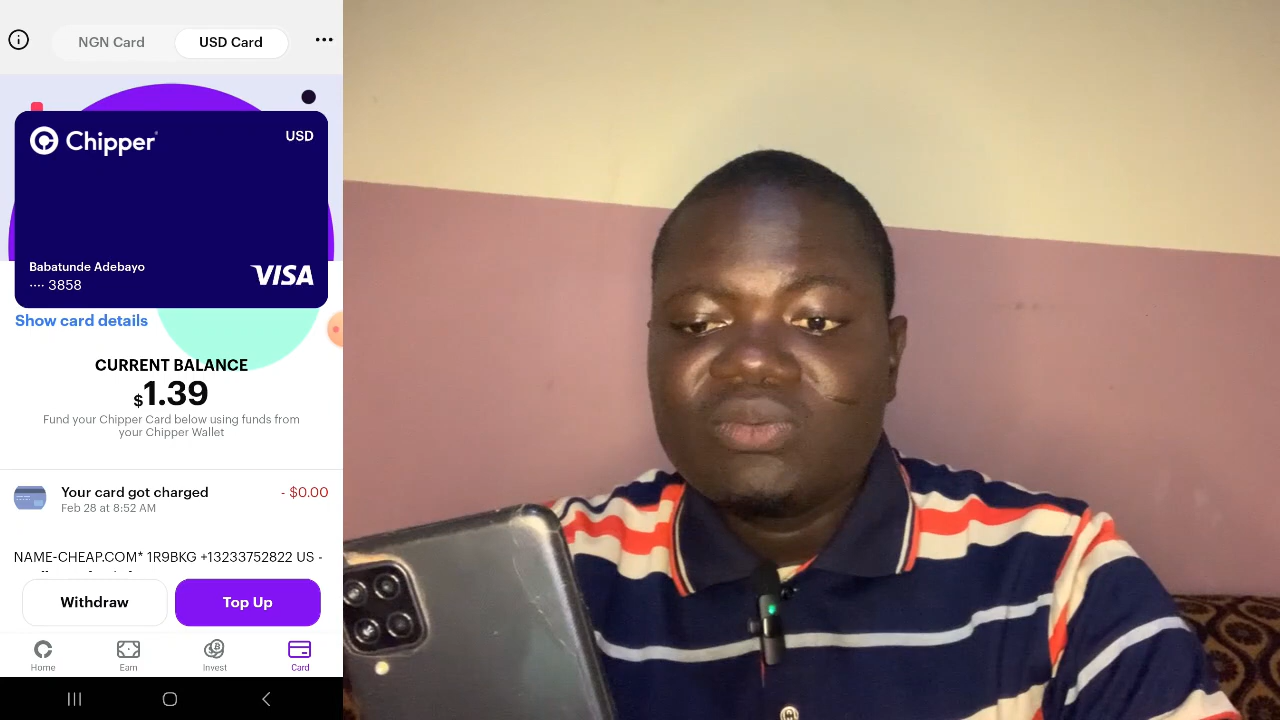 NGN Card
USD Card
Chipper
USD
Babatunde Adebayo
···· 3858
VISA
Show card details
CURRENT BALANCE
$1.39
Fund your Chipper Card below using funds from
your Chipper Wallet
Your card got charged
- $0.00
Feb 28 at 8:52 AM
NAME-CHEAP.COM* 1R9BKG +13233752822 US -
Withdraw
Top Up
Home
Earn
Invest
Card